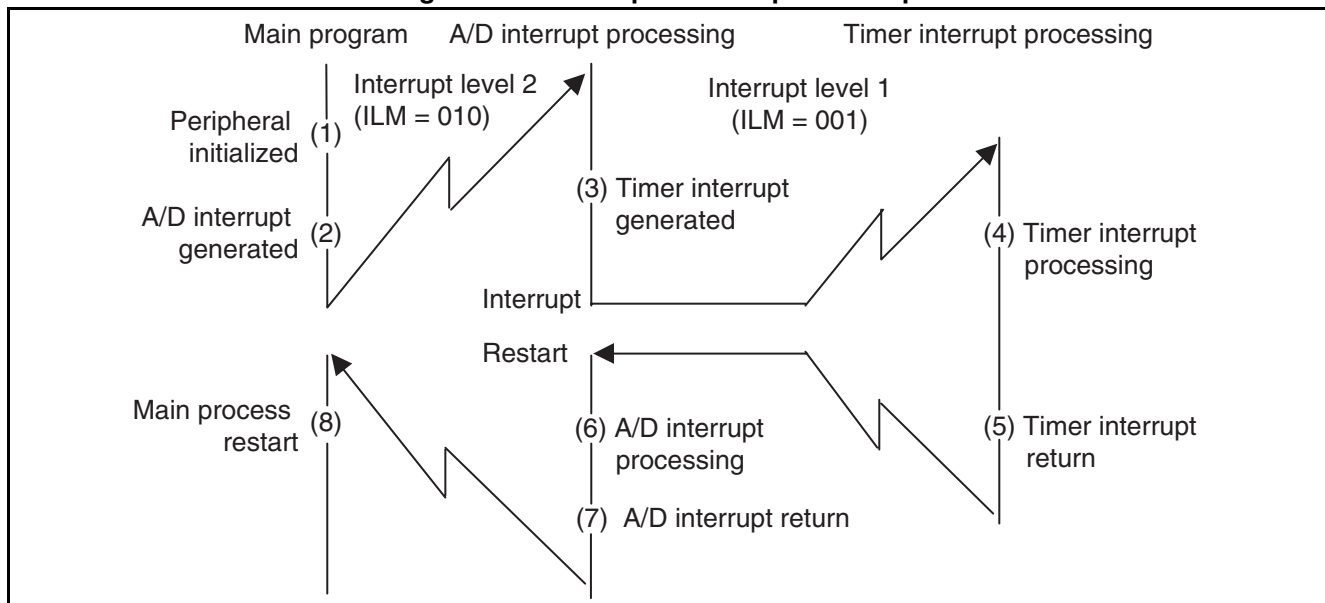 Main program
A/D interrupt processing
Timer interrupt processing
Interrupt level 2
(ILM = 010)
Interrupt level 1
(ILM = 001)
Peripheral
initialized
(1)
A/D interrupt
generated
(2)
(3) Timer interrupt
generated
(4) Timer interrupt
processing
Interrupt
Restart
Main process
restart
(8)
(6) A/D interrupt
processing
(5) Timer interrupt
return
(7) A/D interrupt return